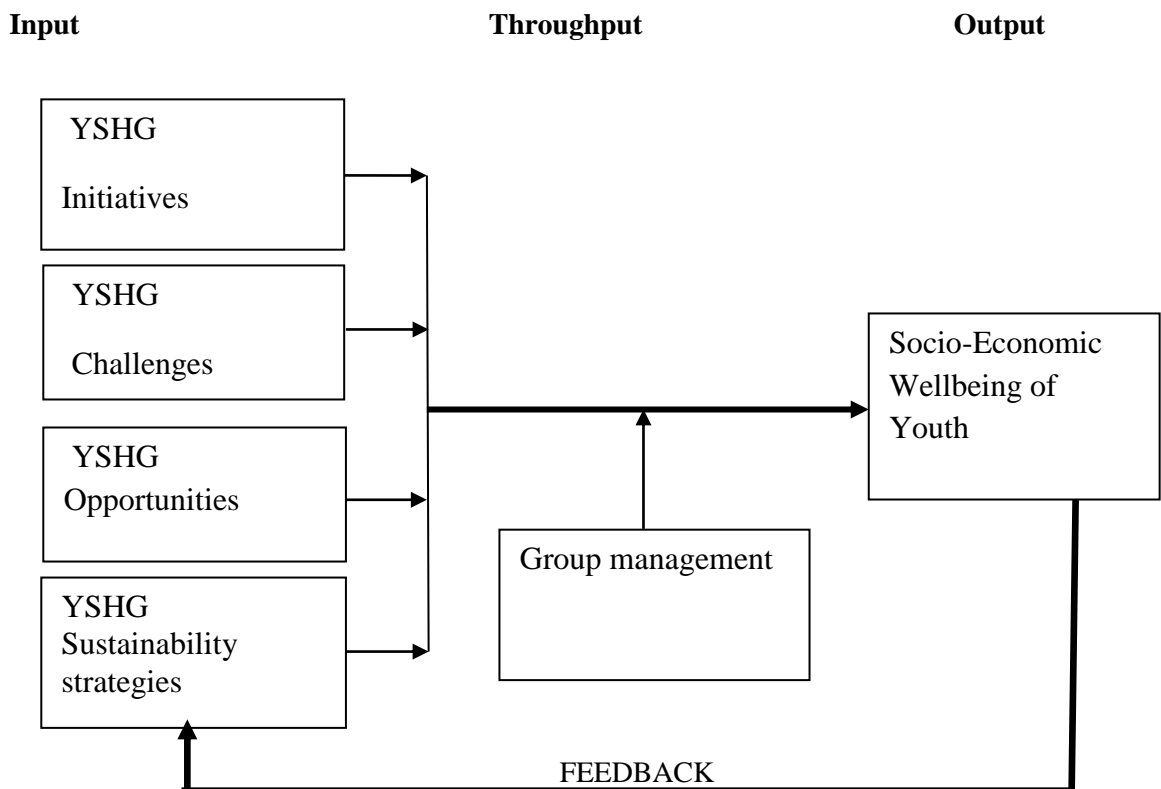 Input Throughput Output
YSHG
Initiatives
YSHG
Challenges
YSHG
Opportunities
YSHG
Sustainability
strategies
Group management
Socio-Economic
Wellbeing of
Youth
FEEDBACK